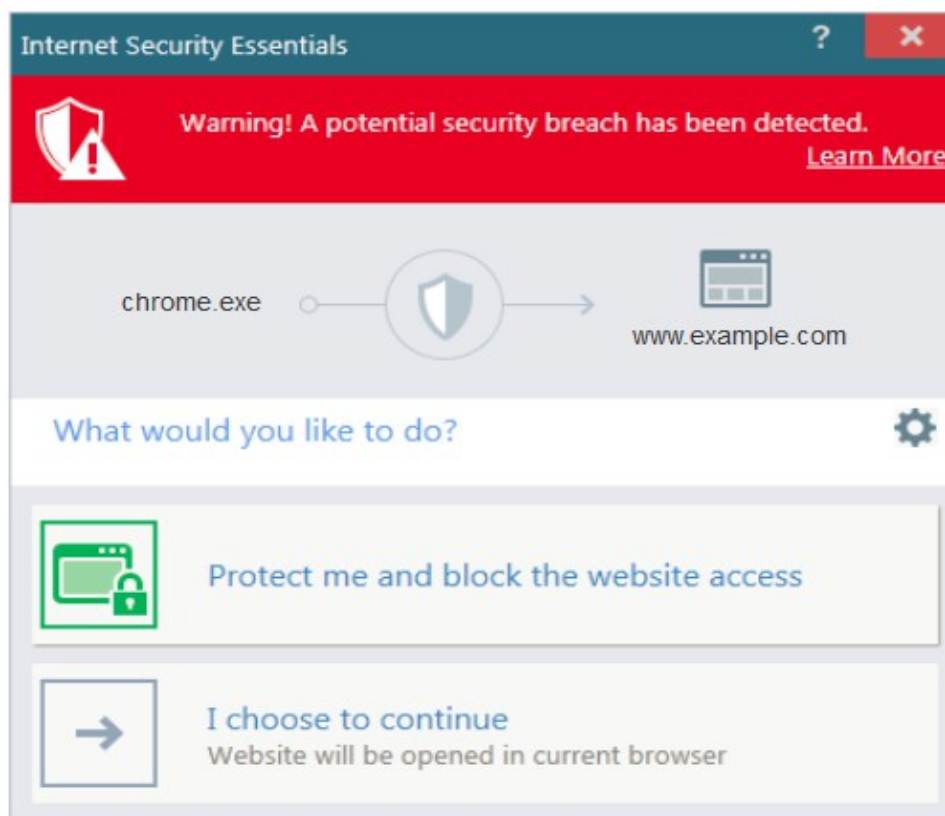 Internet Security Essentials ?
Warning! A potential security breach has been detected.
Learn More
chrome.exe
www.example.com
What would you like to do?
Protect me and block the website access
I choose to continue
Website will be opened in current browser